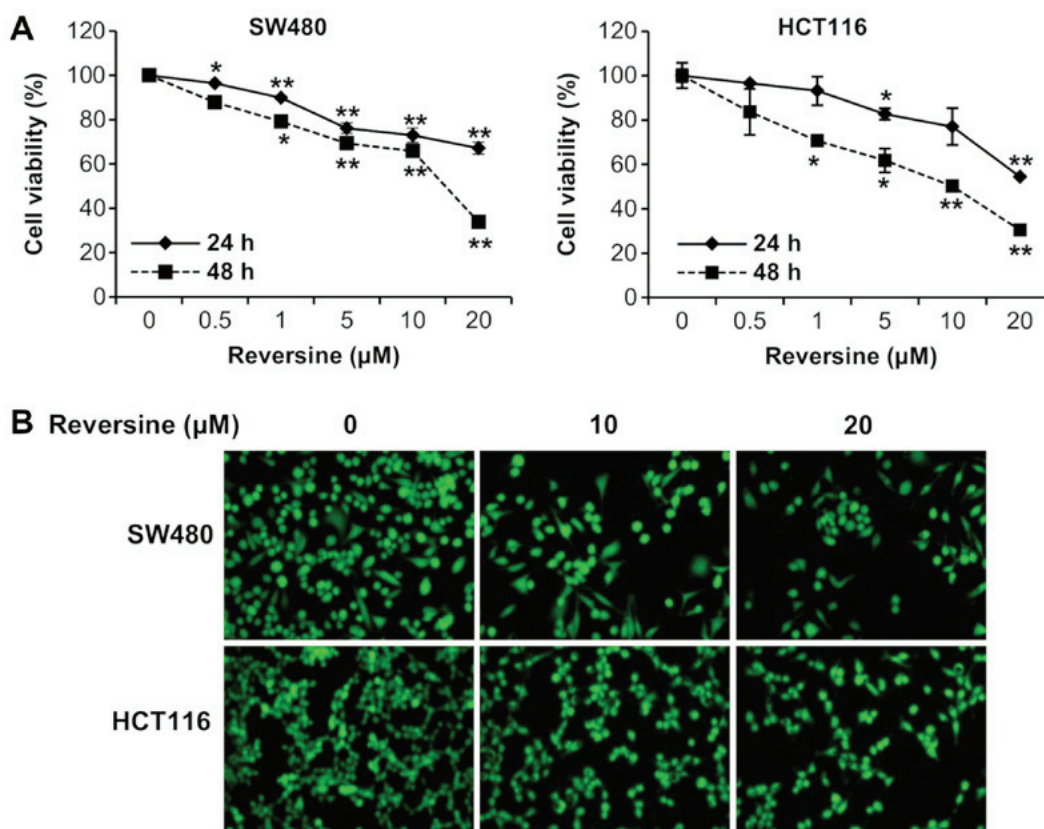 A
SW480
Cell viability (%)
120
100
80
60
40
20
0
* ** ** ** **
* ** ** **
24 h
48 h
0 0.5 1 5 10 20
Reversine (µM)
HCT116
Cell viability (%)
120
100
80
60
40
20
0
* **
* * ** **
24 h
48 h
0 0.5 1 5 10 20
Reversine (µM)
B Reversine (µM) 0 10 20
SW480
HCT116